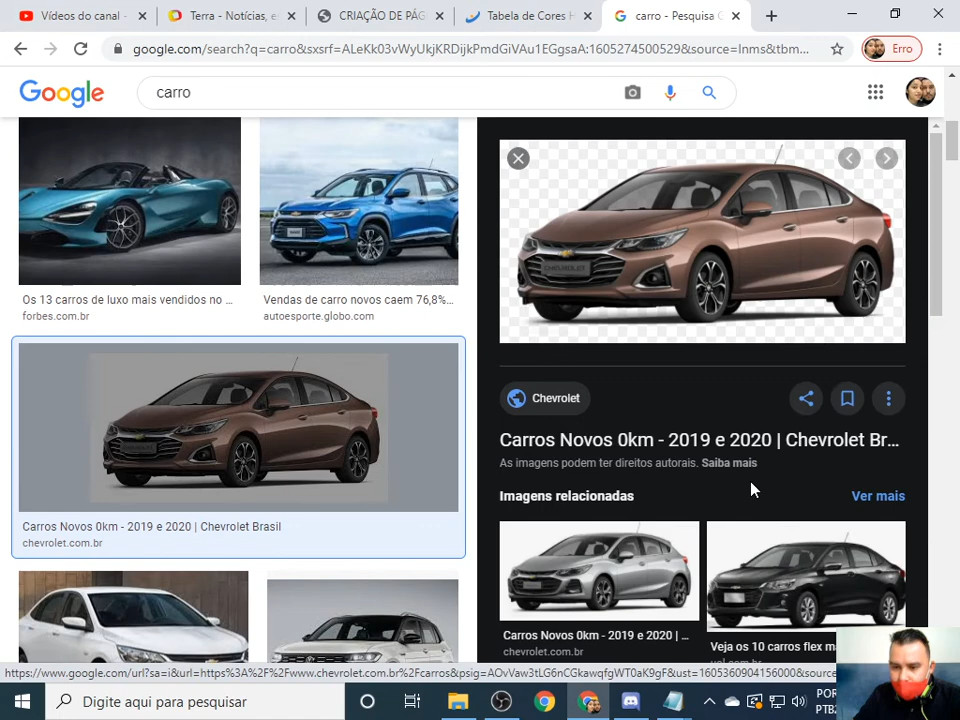 Vídeos do canal -
Terra - Notícias, e
CRIAÇÃO DE PÁG
Tabela de Cores H
carro - Pesquisa G
google.com/search?q=carro&sxsrf=ALeKk03vWyUkjKRDijkPmdGiVAu1EGgsaA:1605274500529&source=lnms&tbm...
Erro
Google
carro
Os 13 carros de luxo mais vendidos no ...
forbes.com.br
Vendas de carro novos caem 76,8%...
autoesporte.globo.com
Carros Novos 0km - 2019 e 2020 | Chevrolet Brasil
chevrolet.com.br
CHEVROLET
Chevrolet
Carros Novos 0km - 2019 e 2020 | Chevrolet Br...
As imagens podem ter direitos autorais. Saiba mais
Imagens relacionadas
Ver mais
Carros Novos 0km - 2019 e 2020 | ...
Veja os 10 carros flex
uol.com.br
https://www.google.com/url?sa=i&url=https%3A%2F%2Fwww.chevrolet.com.br%2Fcarros&psig=AOvVaw3tLG6nCGkawqfgWT0aK9gF&ust=1605360904156000&source
Digite aqui para pesquisar
POR
PTB2